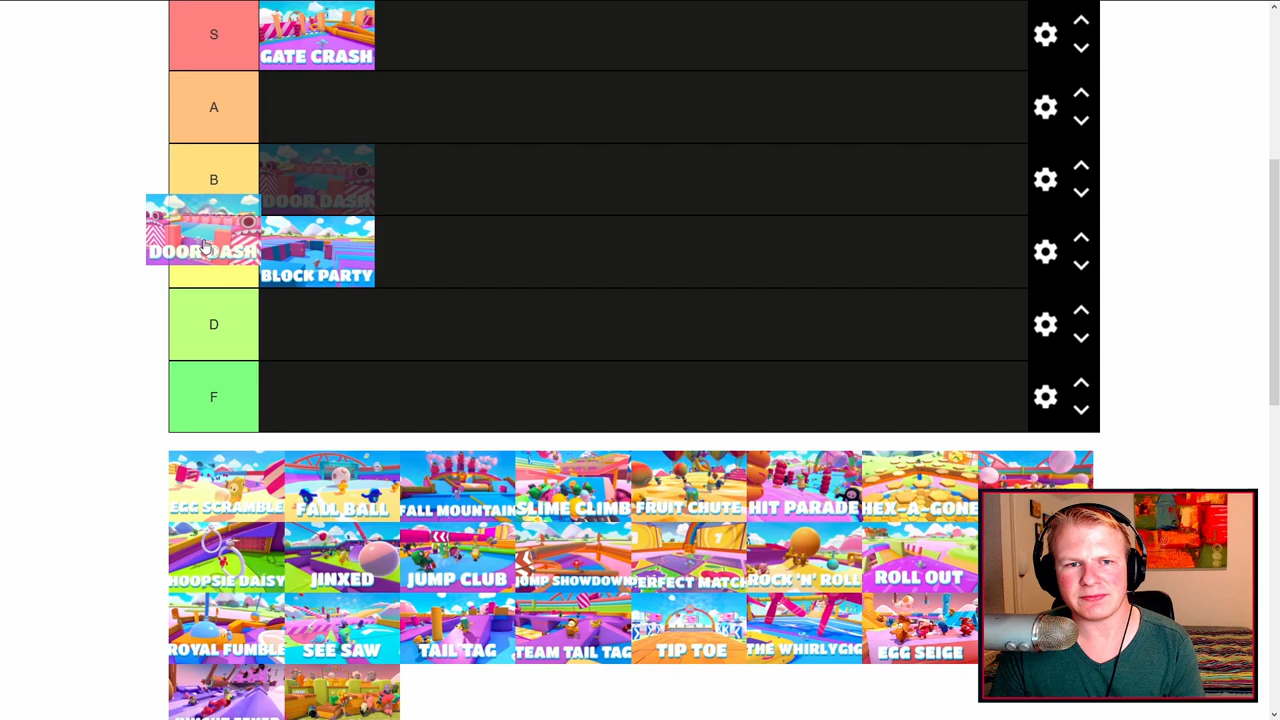 S
GATE CRASH
A
B
DOOR DASH
DOOR DASH
BLOCK PARTY
D
F
EGG SCRAMBLE
FALL BALL
FALL MOUNTAIN
SLIME CLIMB
FRUIT CHUTE
HIT PARADE
HEX-A-GONE
HOOPSIE DAISY
JINXED
JUMP CLUB
JUMP SHOWDOWN
PERFECT MATCH
ROCK 'N' ROLL
ROLL OUT
ROYAL FUMBLE
SEE SAW
TAIL TAG
TEAM TAIL TAG
TIP TOE
THE WHIRLYGIG
EGG SEIGE